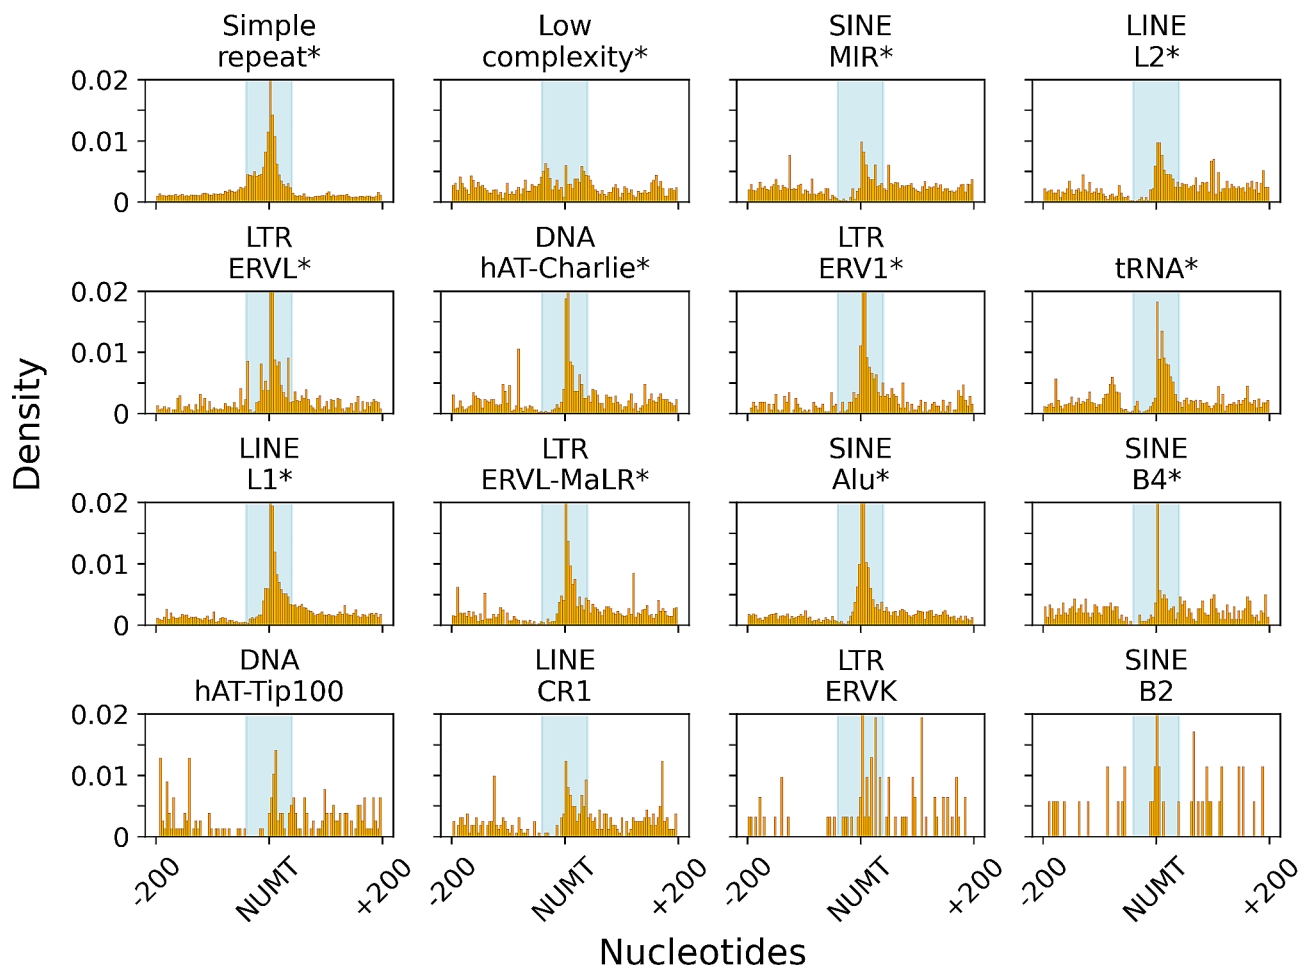 Simple
repeat*
Low
complexity*
SINE
MIR*
LINE
L2*
0.02
0.01
0
LTR
ERVL*
DNA
hAT-Charlie*
LTR
ERV1*
tRNA*
0.02
0.01
0
LINE
L1*
LTR
ERVL-MaLR*
SINE
Alu*
SINE
B4*
0.02
0.01
0
DNA
hAT-Tip100
LINE
CR1
LTR
ERVK
SINE
B2
0.02
0.01
0
-200
NUMT
+200
-200
NUMT
+200
-200
NUMT
+200
-200
NUMT
+200
Density
Nucleotides